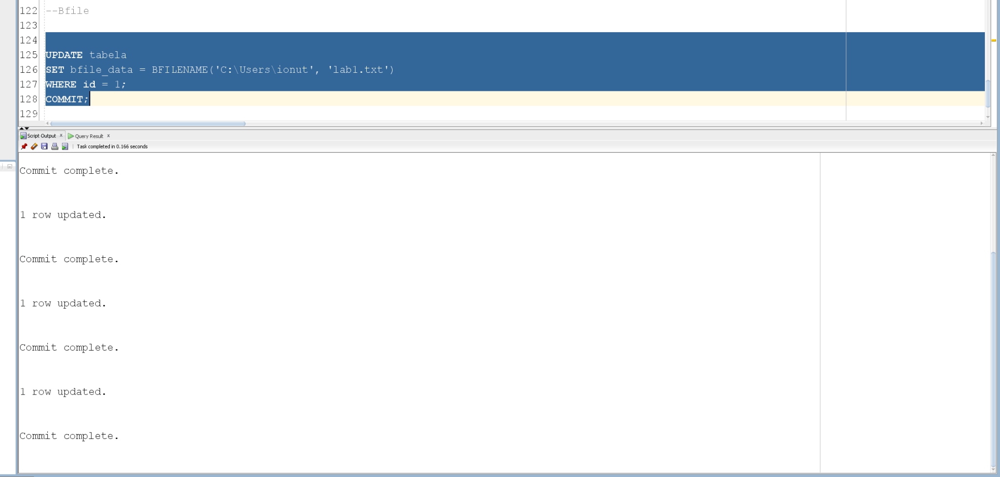 122 --Bfile
123
124
125 UPDATE tabela
126 SET bfile_data = BFILENAME('C:\Users\ionut', 'lab1.txt')
127 WHERE id = 1;
128 COMMIT;
129
Script Output x Query Result x
Task completed in 0.166 seconds
Commit complete.
1 row updated.
Commit complete.
1 row updated.
Commit complete.
1 row updated.
Commit complete.